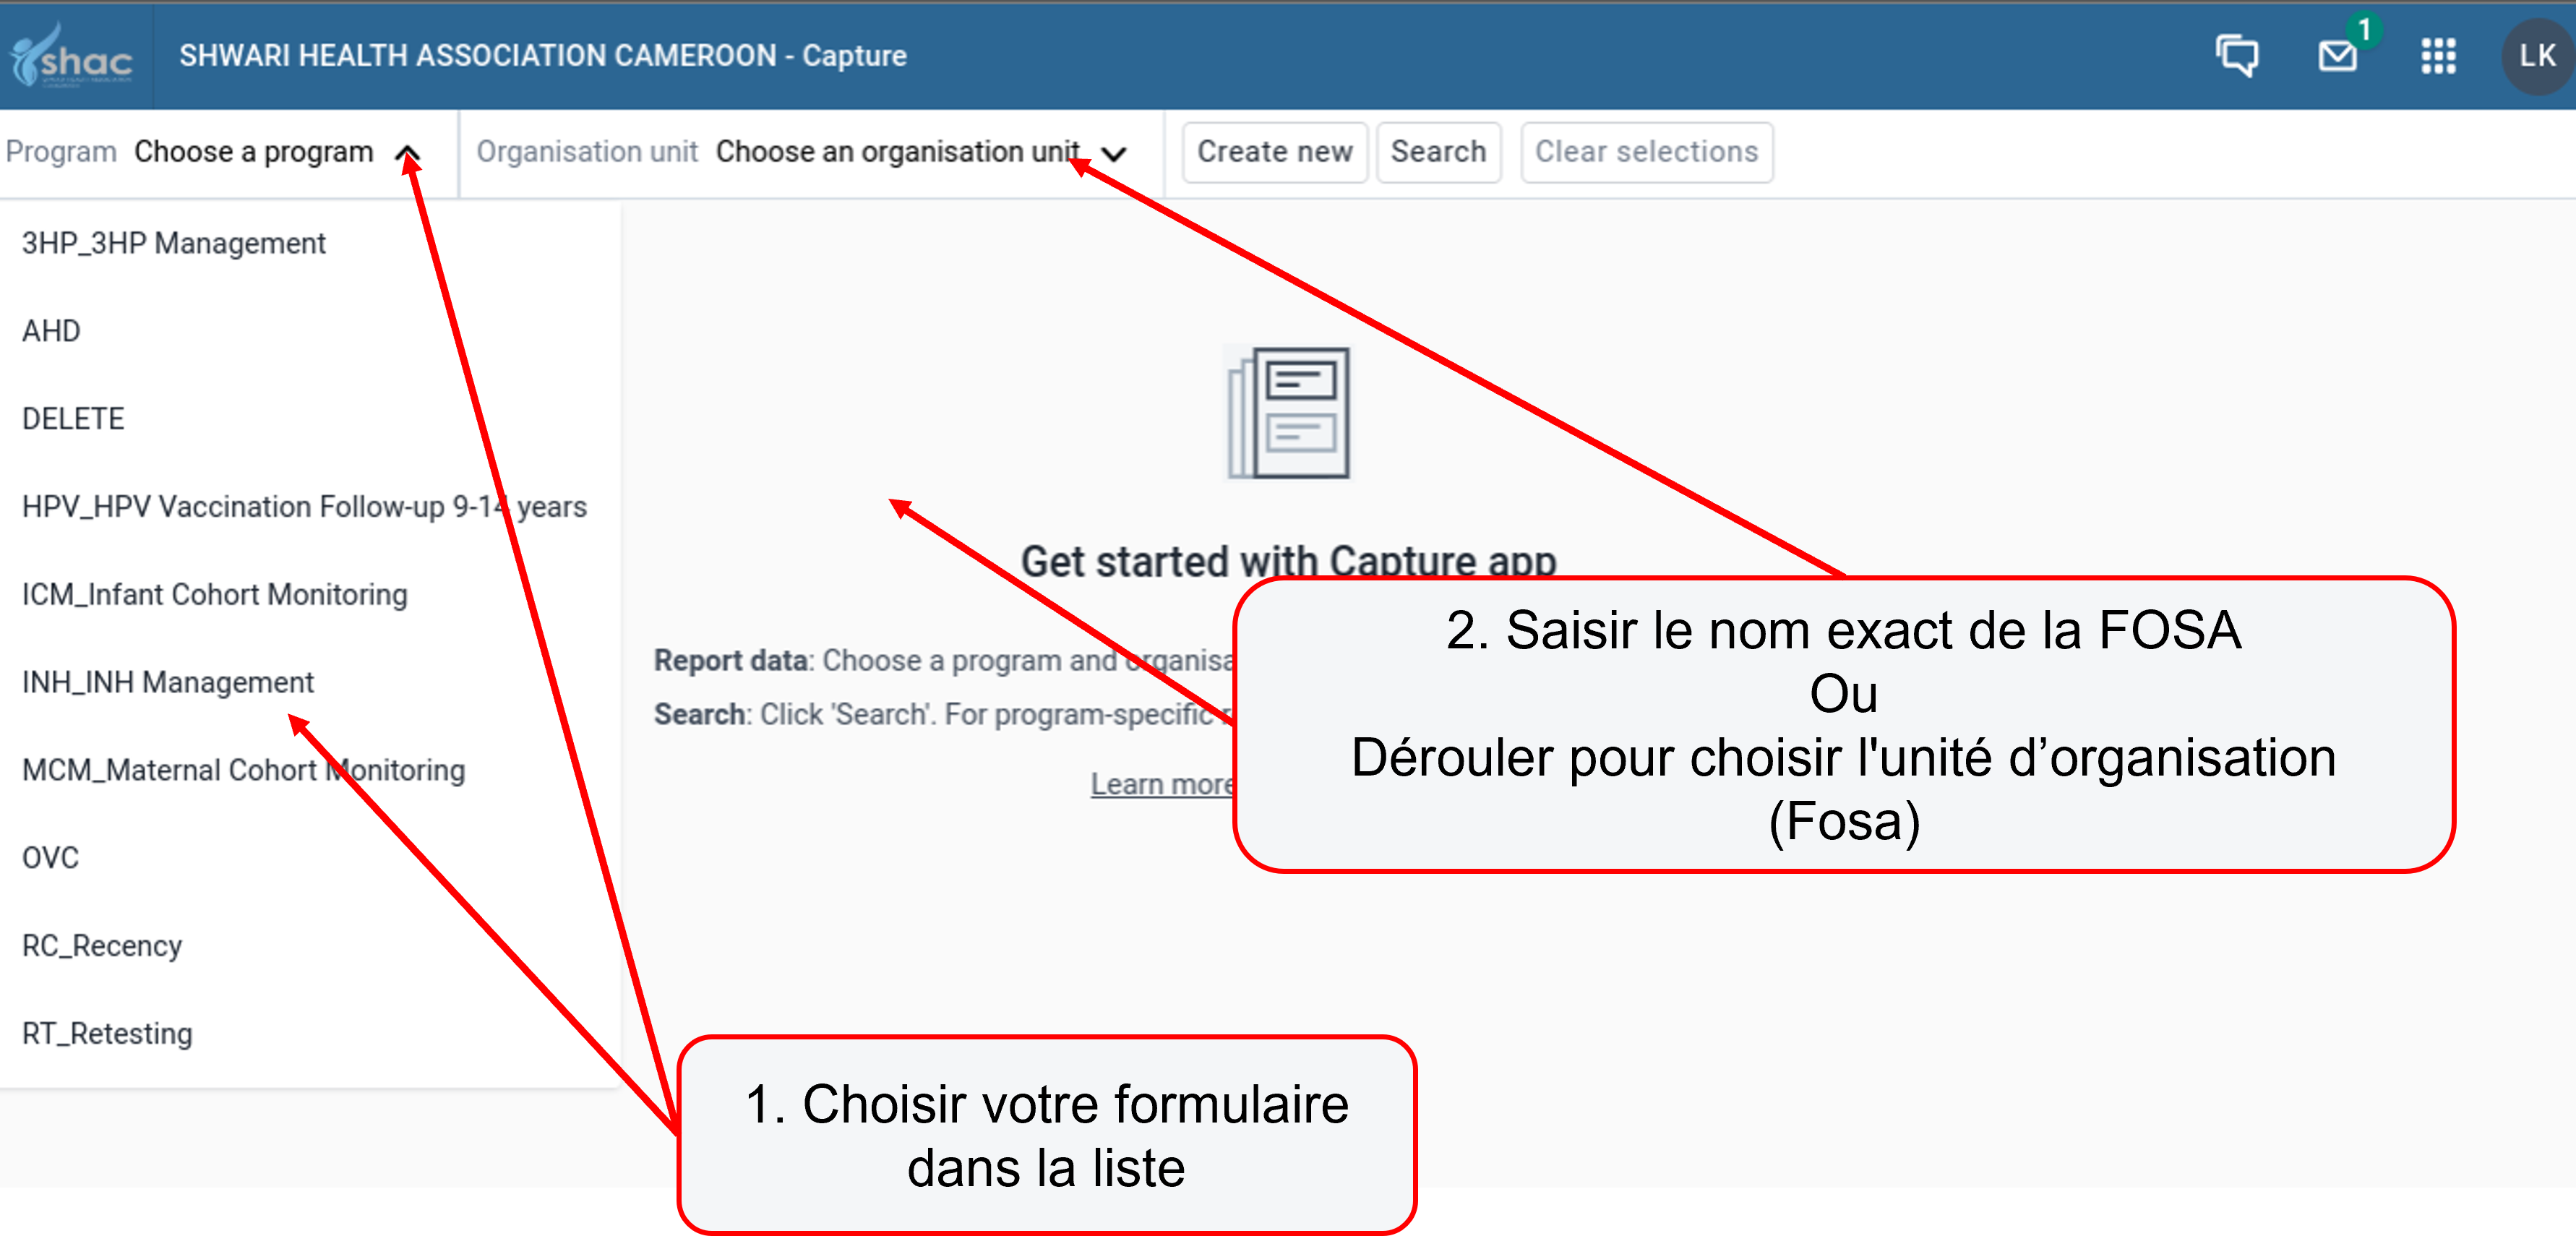 shac
SHWARI HEALTH ASSOCIATION CAMEROON - Capture
1
LK
Program Choose a program
Organisation unit Choose an organisation unit
Create new
Search
Clear selections
3HP_3HP Management
AHD
DELETE
HPV_HPV Vaccination Follow-up 9-14 years
ICM_Infant Cohort Monitoring
INH_INH Management
MCM_Maternal Cohort Monitoring
OVC
RC_Recency
RT_Retesting
Get started with Capture app
Report data: Choose a program and organisa
Search: Click 'Search'. For program-specific
Learn more
2. Saisir le nom exact de la FOSA
Ou
Dérouler pour choisir l'unité d’organisation
(Fosa)
1. Choisir votre formulaire
dans la liste